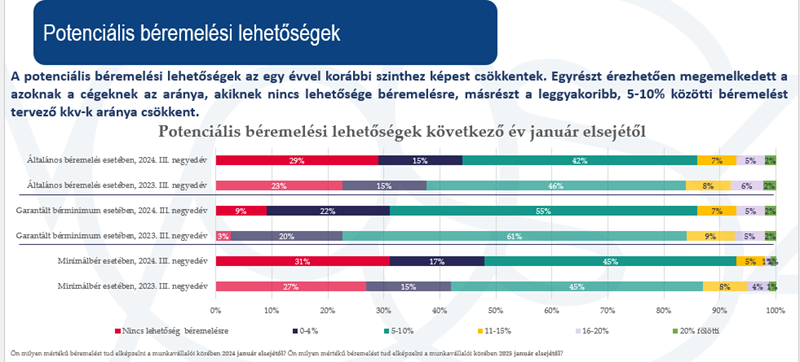 Potenciális béremelési lehetőségek
A potenciális béremelési lehetőségek az egy évvel korábbi szinthez képest csökkentek. Egyrészt érezhetően megemelkedett a
azoknak a cégeknek az aránya, akiknek nincs lehetősége béremelésre, másrészt a leggyakoribb, 5-10% közötti béremelést
tervező kkv-k aránya csökkent.
Potenciális béremelési lehetőségek következő év január elsejétől
Általános béremelés esetében, 2024. III. negyedév 29% 15% 42% 7% 5% 2%
Általános béremelés esetében, 2023. III. negyedév 23% 15% 46% 8% 6% 2%
Garantált bérminimum esetében, 2024. III. negyedév 9% 22% 55% 7% 5% 2%
Garantált bérminimum esetében, 2023. III. negyedév 3% 20% 61% 9% 5% 2%
Minimálbér esetében, 2024. III. negyedév 31% 17% 45% 5% 1%
Minimálbér esetében, 2023. III. negyedév 27% 15% 45% 8% 4% 1%
0% 10% 20% 30% 40% 50% 60% 70% 80% 90% 100%
Nincs lehetőség béremelésre 0-4% 5-10% 11-15% 16-20% 20% fölötti
Ön milyen mértékű béremelést tud elképzelni a munkavállalói körében 2024 január elsejétől? Ön milyen mértékű béremelést tud elképzelni a munkavállalói körében 2025 január elsejétől?